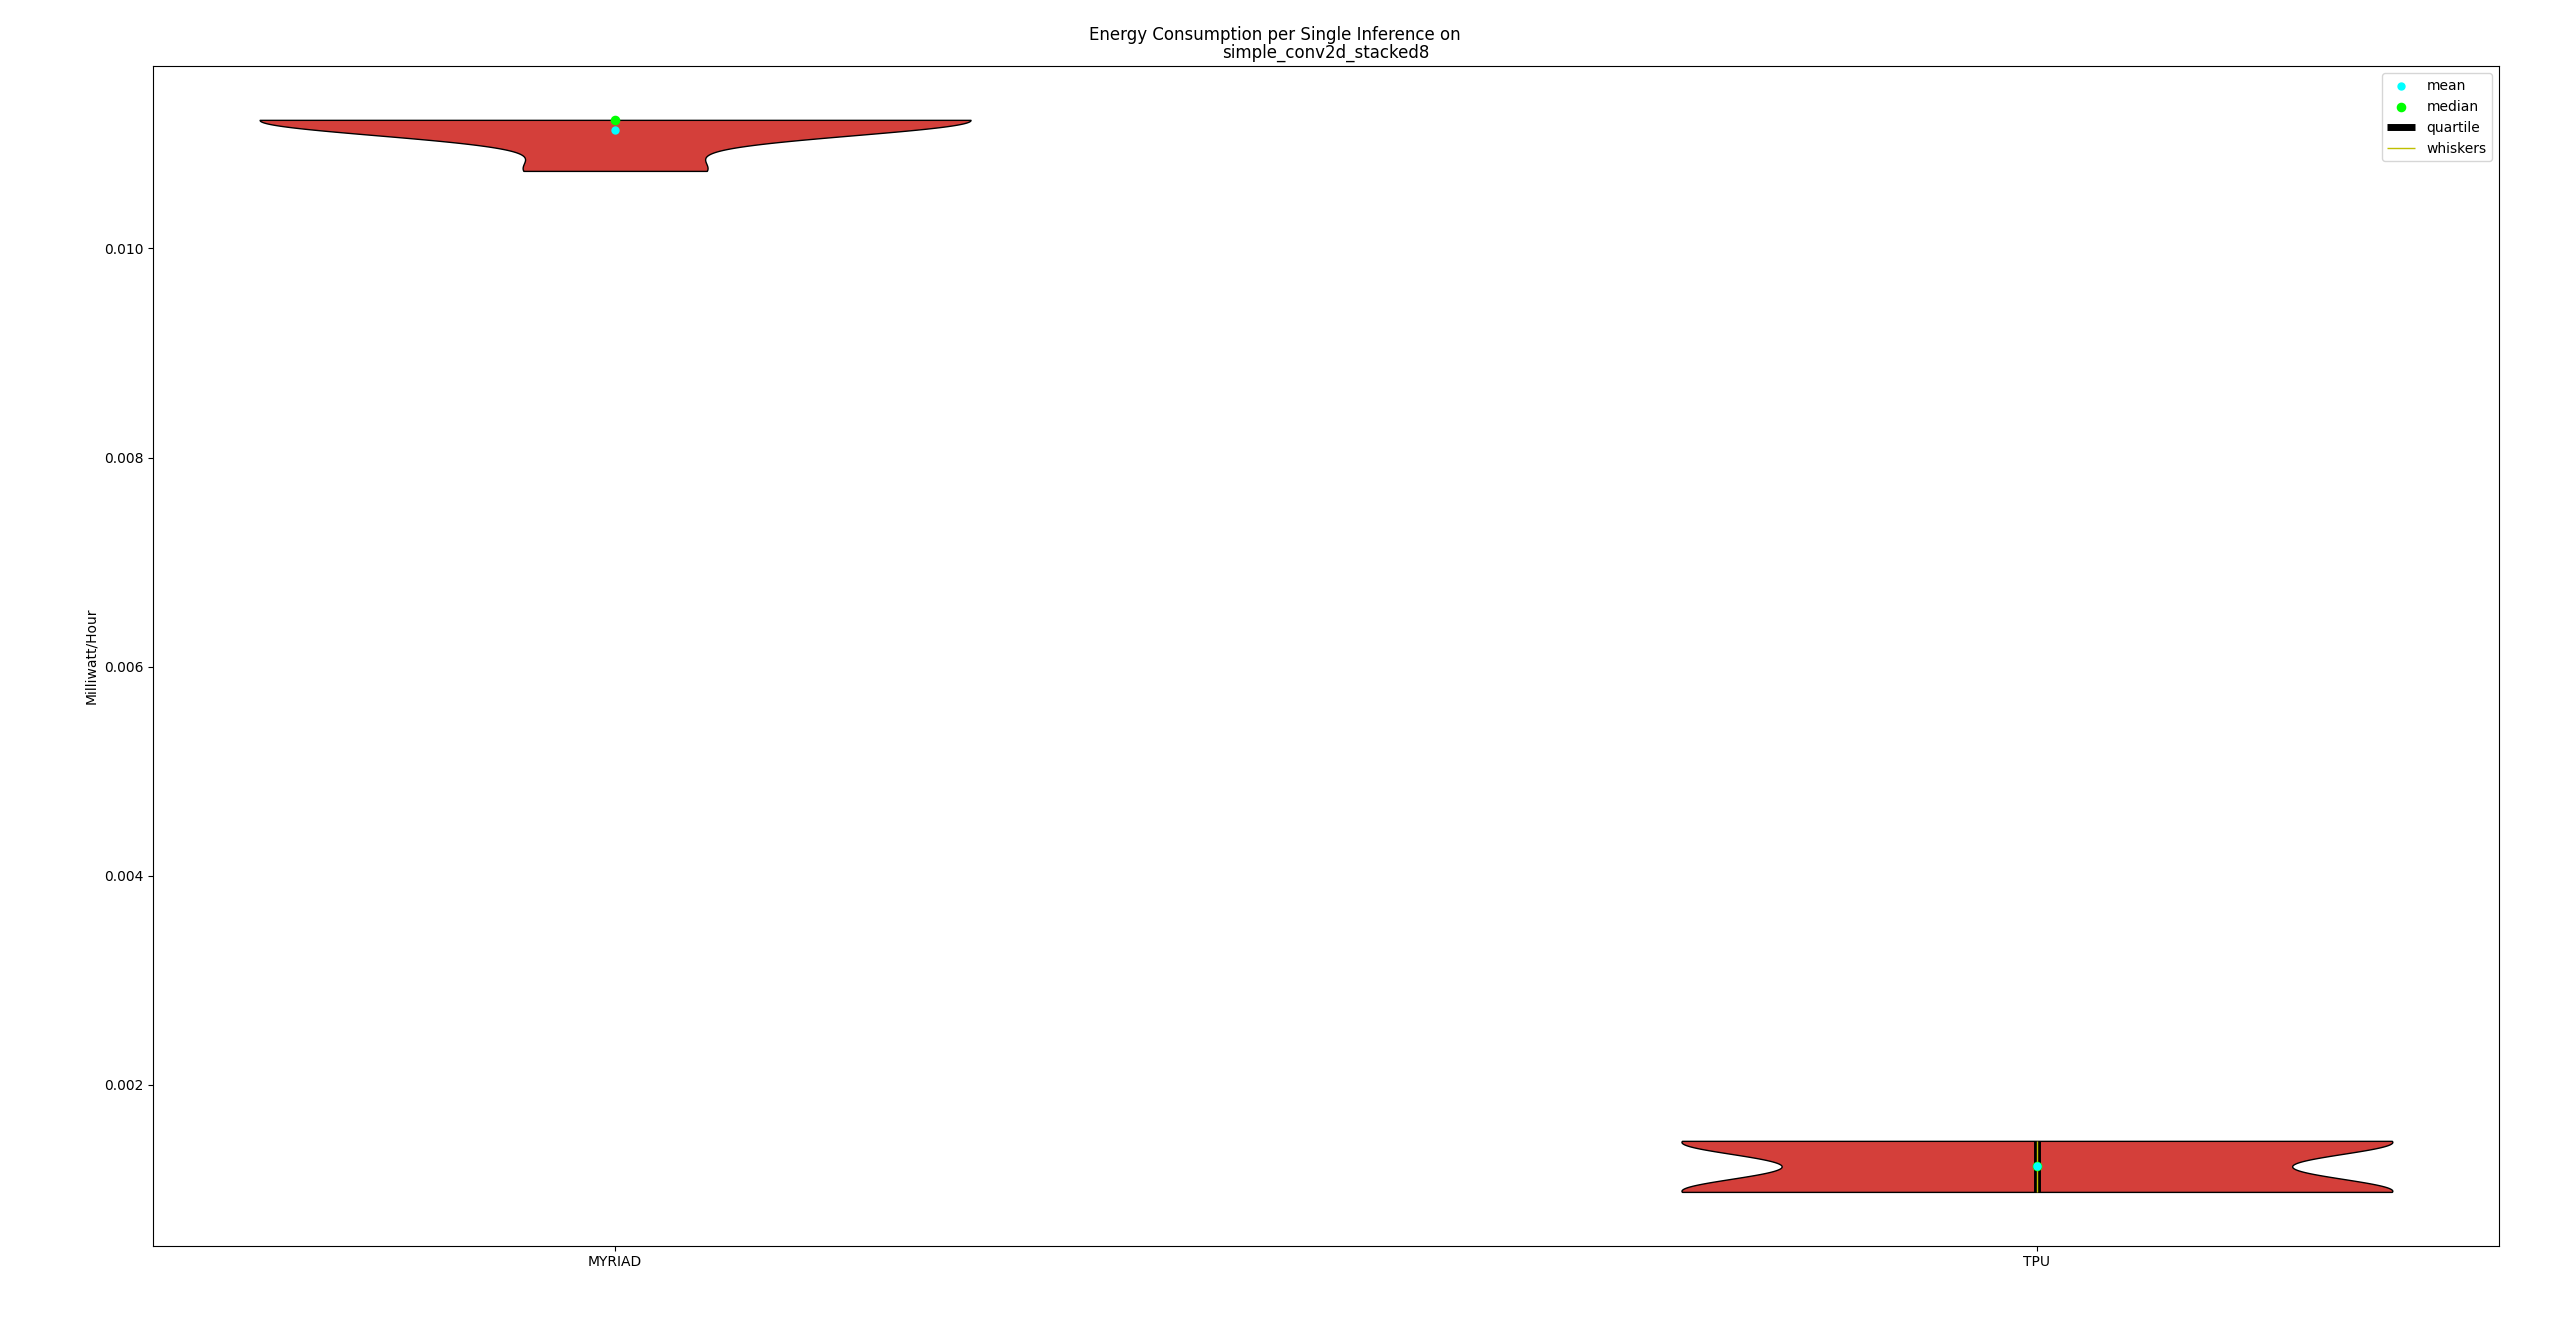 Energy Consumption per Single Inference on
simple_conv2d_stacked8
mean
median
quartile
whiskers
0.010
0.008
0.006
0.004
0.002
Milliwatt/Hour
MYRIAD
TPU